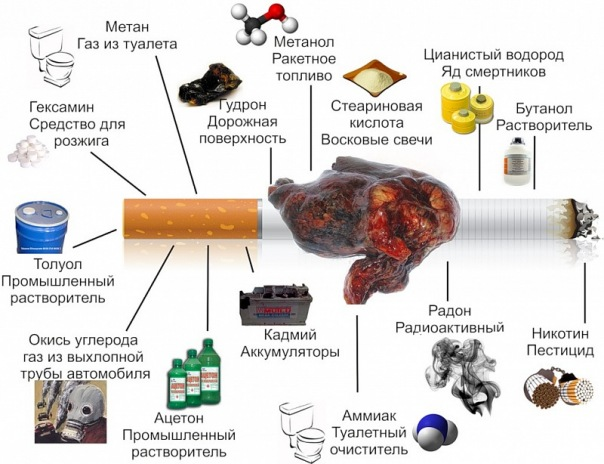 Метан
Газ из туалета
Метанол
Ракетное
топливо
Цианистый водород
Яд смертников
Гексамин
Средство для
розжига
Гудрон
Дорожная
поверхность
Стеариновая
кислота
Восковые свечи
Бутанол
Растворитель
Толуол
Промышленный
растворитель
Окись углерода
газ из выхлопной
трубы автомобиля
Ацетон
Промышленный
растворитель
Кадмий
Аккумуляторы
Аммиак
Туалетный
очиститель
Радон
Радиоактивный
Никотин
Пестицид
АЦЕТОН